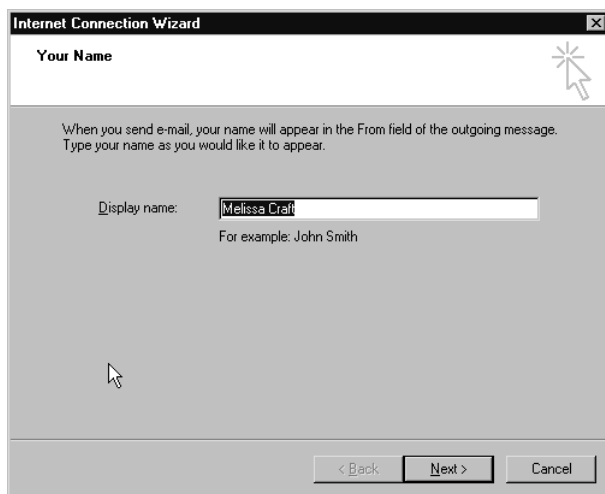 Internet Connection Wizard
Your Name
When you send e-mail, your name will appear in the From field of the outgoing message.
Type your name as you would like it to appear.
Display name: Melissa Craft
For example: John Smith
< Back Next > Cancel